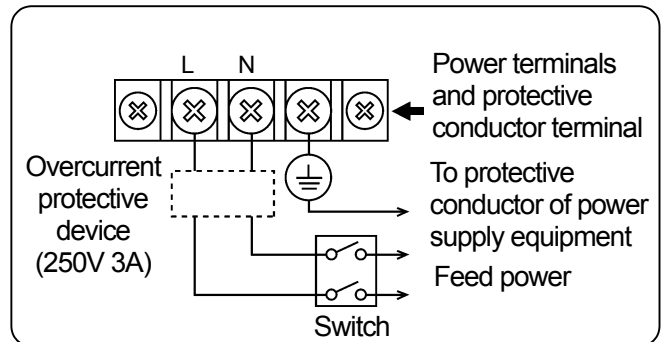 L N
Power terminals
and protective
conductor terminal
Overcurrent
protective
device
(250V 3A)
To protective
conductor of power
supply equipment
Feed power
Switch